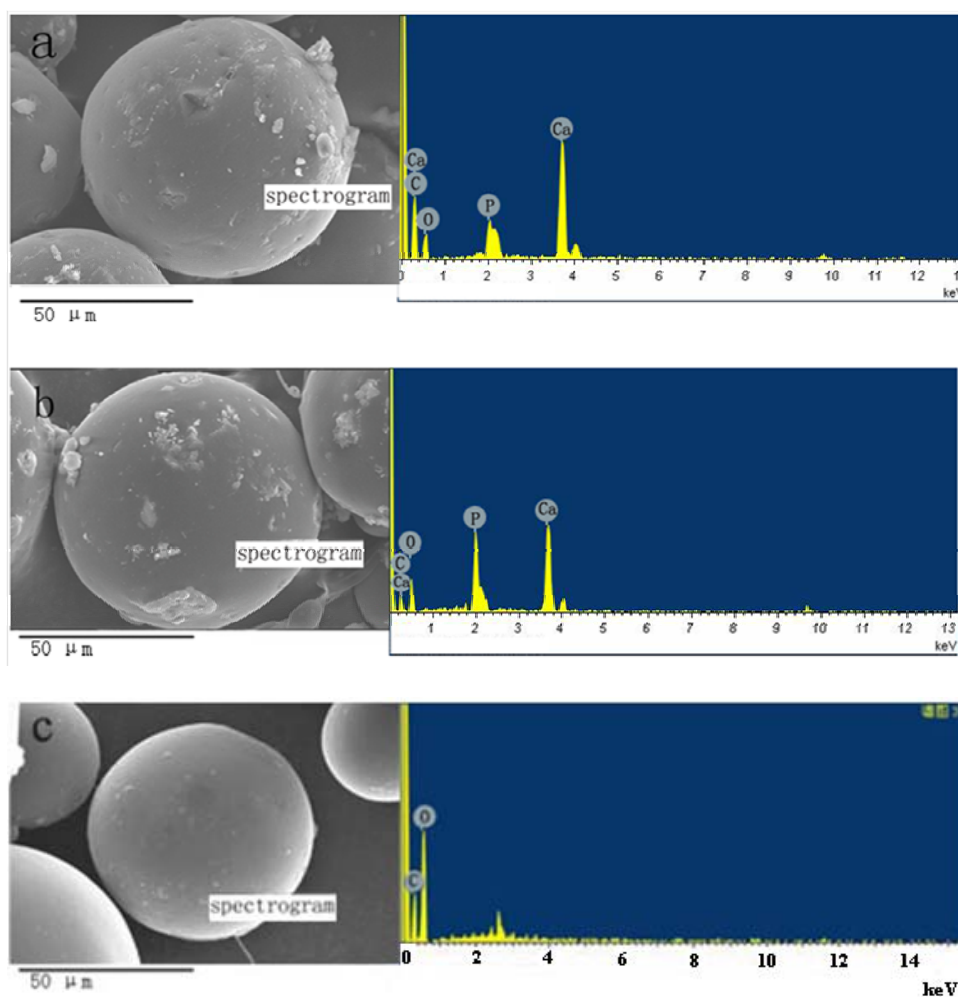 a
spectrogram
50 μm
Ca
C
O
P
Ca
0 1 2 3 4 5 6 7 8 9 10 11 12
keV
b
spectrogram
50 μm
O
C
Ca
P
Ca
1 2 3 4 5 6 7 8 9 10 11 12 13
keV
c
spectrogram
50 μm
O
C
0 2 4 6 8 10 12 14
keV